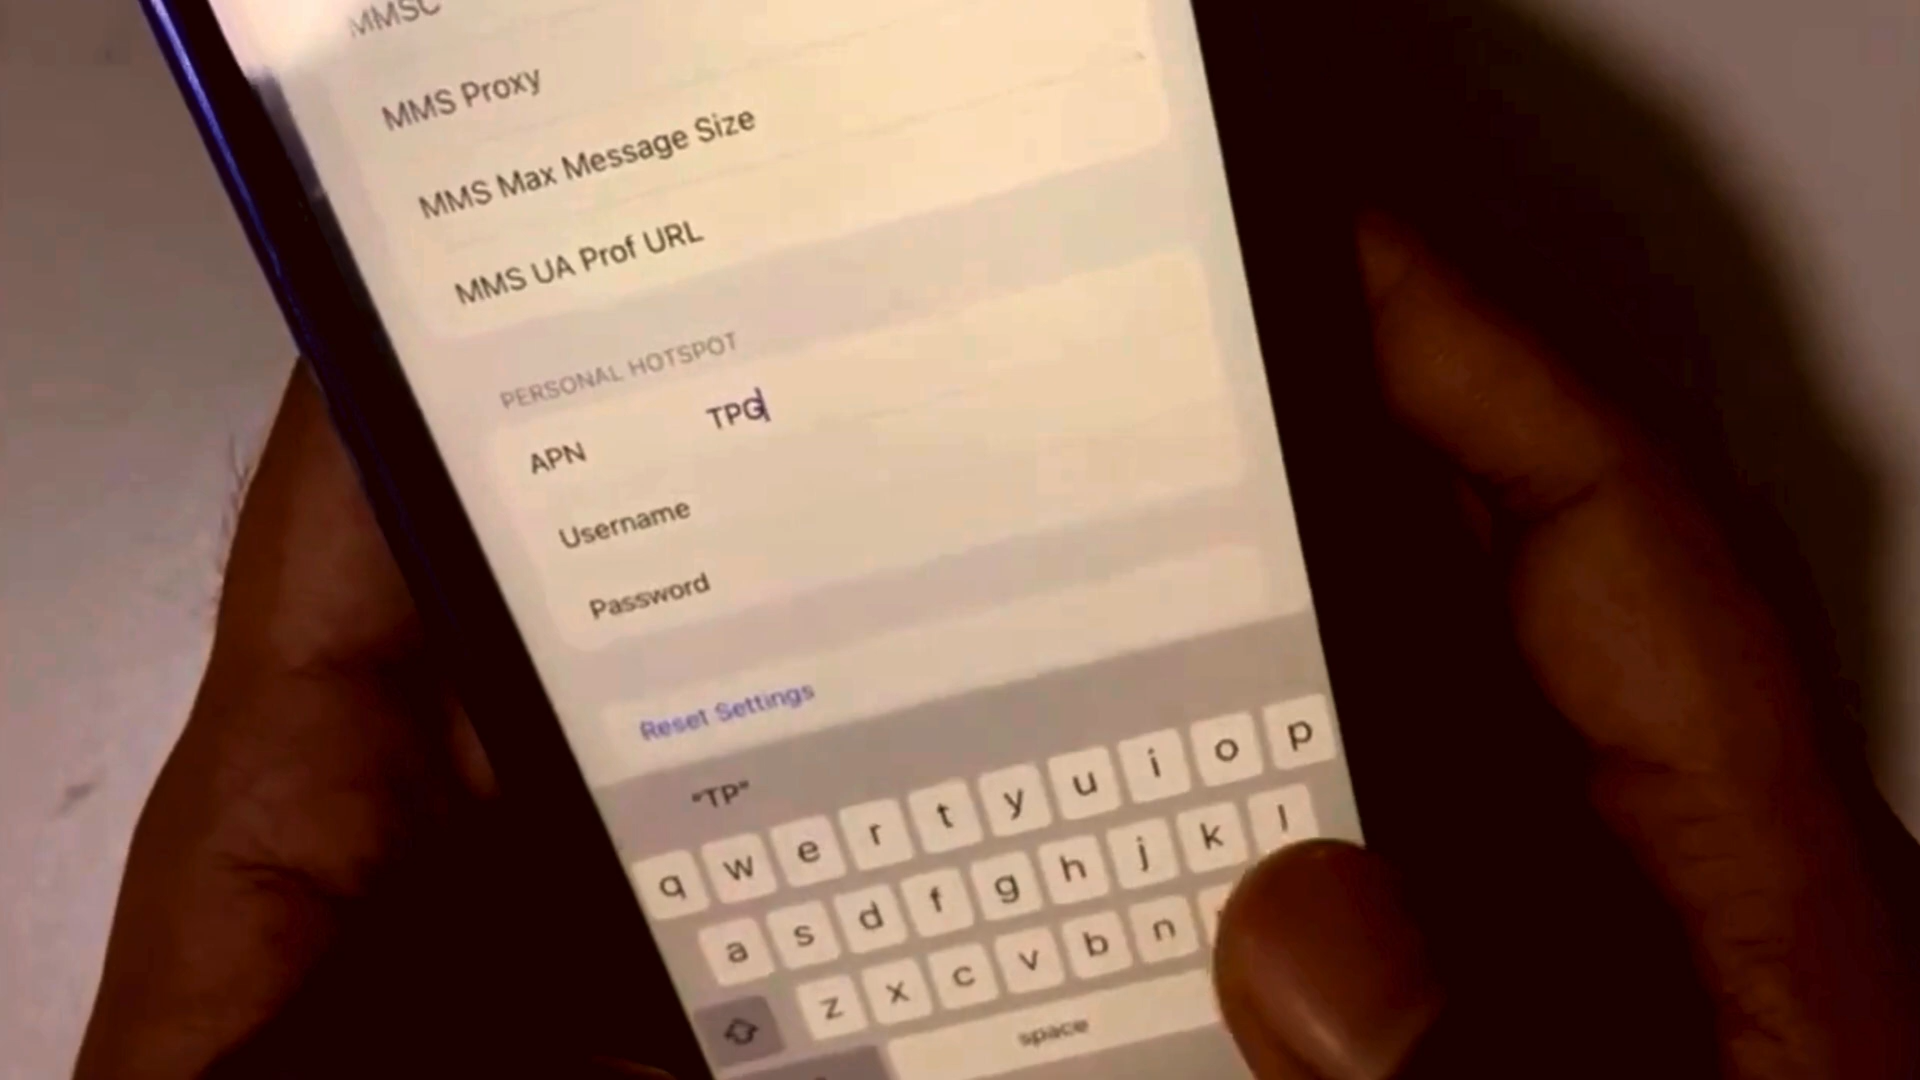 MMSC
MMS Proxy
MMS Max Message Size
MMS UA Prof URL
PERSONAL HOTSPOT
APN TPG
Username
Password
Reset Settings
"TP"
q w e r t y u i o p
a s d f g h j k l
z x c v b n
space